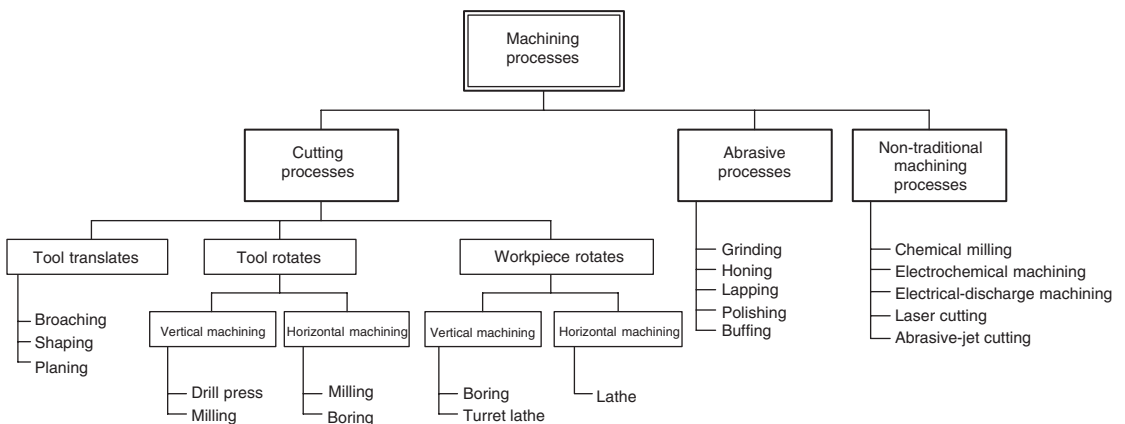 Machining
processes
Cutting
processes
Abrasive
processes
Non-traditional
machining
processes
Tool translates
Tool rotates
Workpiece rotates
Grinding
Honing
Lapping
Polishing
Buffing
Chemical milling
Electrochemical machining
Electrical-discharge machining
Laser cutting
Abrasive-jet cutting
Broaching
Shaping
Planing
Vertical machining
Horizontal machining
Vertical machining
Horizontal machining
Drill press
Milling
Milling
Boring
Boring
Turret lathe
Lathe